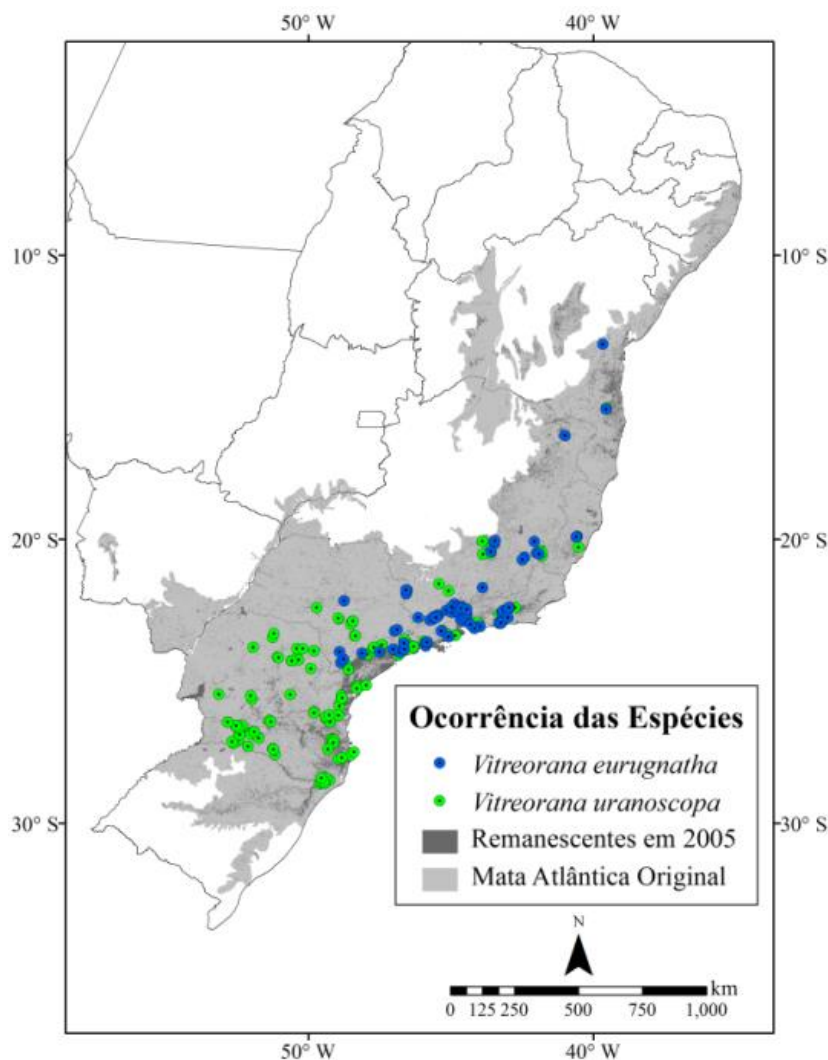 50° W 40° W
10° S 10° S
20° S 20° S
Ocorrência das Espécies
Vitreorana eurugnatha
Vitreorana uranoscopa
30° S 30° S
Remanescentes em 2005
Mata Atlântica Original
N
km
0 125 250 500 750 1,000
50° W 40° W